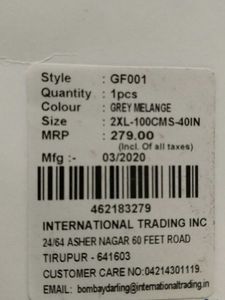 Style : GF001
Quantity : 1pcs
Colour : GREY MELANGE
Size : 2XL-100CMS-40IN
MRP : 279.00
(Incl. Of all taxes)
Mfg :- 03/2020
462183279
INTERNATIONAL TRADING INC
24/64 ASHER NAGAR 60 FEET ROAD
TIRUPUR - 641603
CUSTOMER CARE NO:04214301119.
EMAIL: bombaydarling@internationaltrading.in